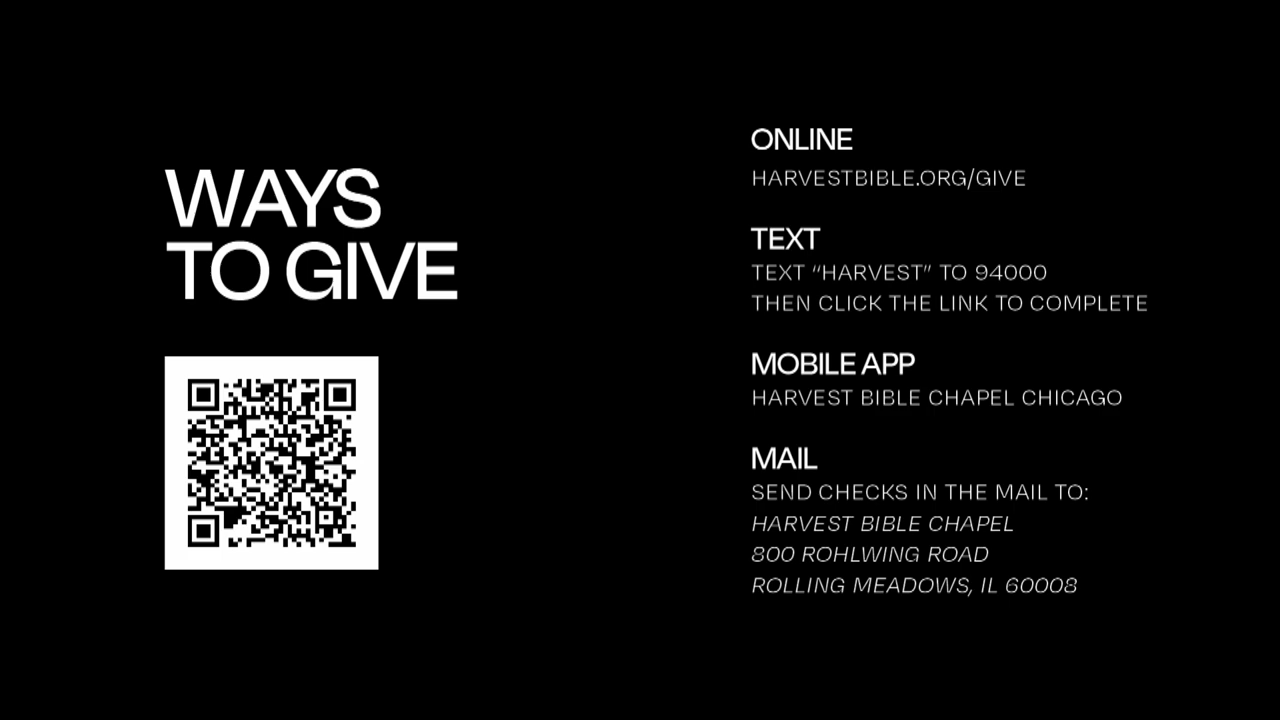 WAYS
TO GIVE
ONLINE
HARVESTBIBLE.ORG/GIVE
TEXT
TEXT “HARVEST” TO 94000
THEN CLICK THE LINK TO COMPLETE
MOBILE APP
HARVEST BIBLE CHAPEL CHICAGO
MAIL
SEND CHECKS IN THE MAIL TO:
HARVEST BIBLE CHAPEL
800 ROHLWING ROAD
ROLLING MEADOWS, IL 60008